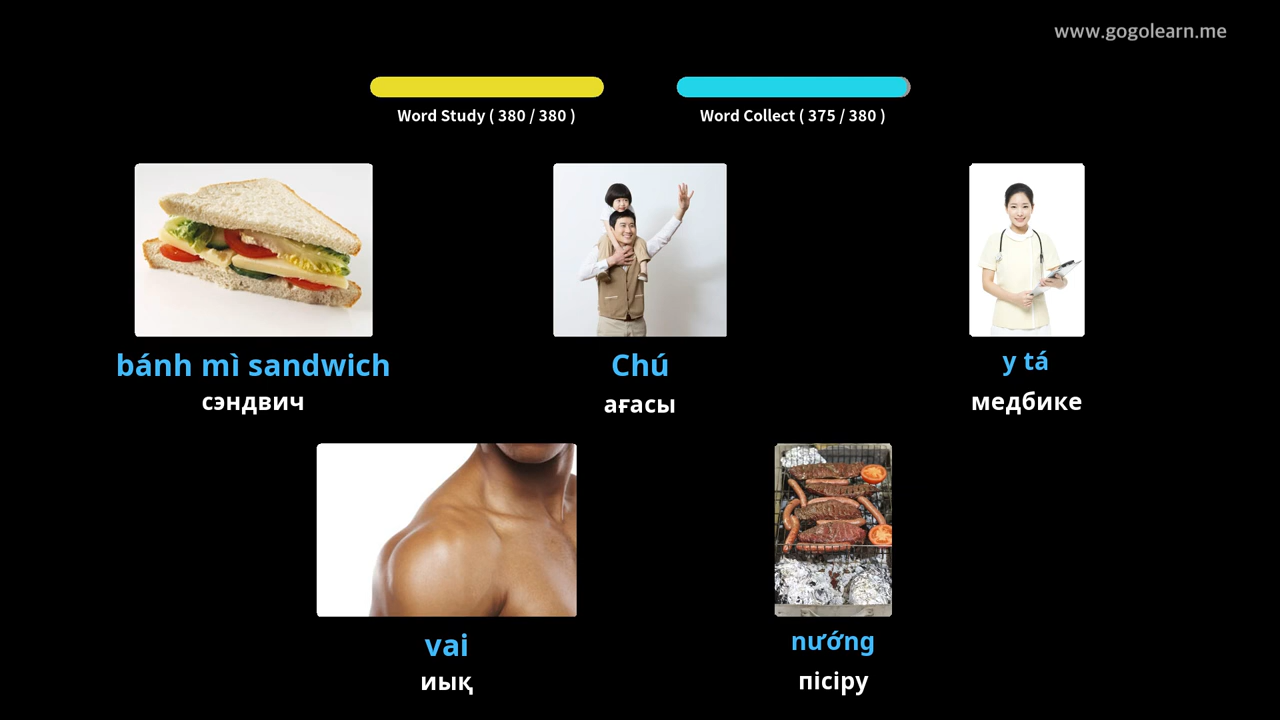 www.gogolearn.me
Word Study ( 380 / 380 )
Word Collect ( 375 / 380 )
bánh mì sandwich
сэндвич
Chú
ағасы
y tá
медбике
vai
иық
nướng
пісіру